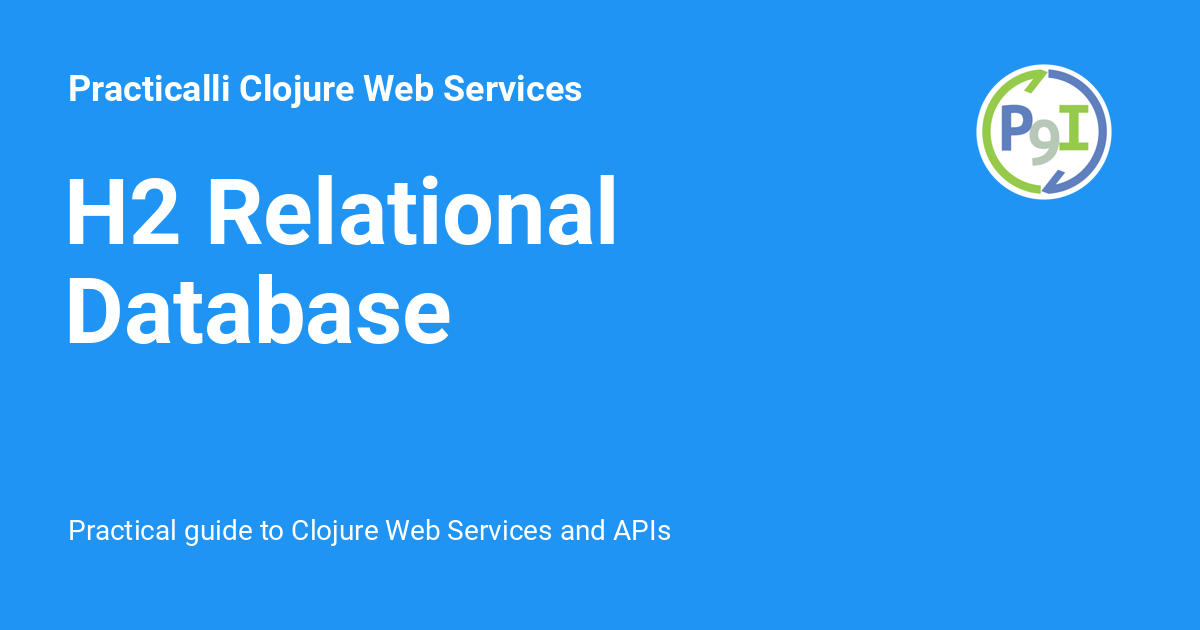 Practicalli Clojure Web Services
P9I
H2 Relational
Database
Practical guide to Clojure Web Services and APIs